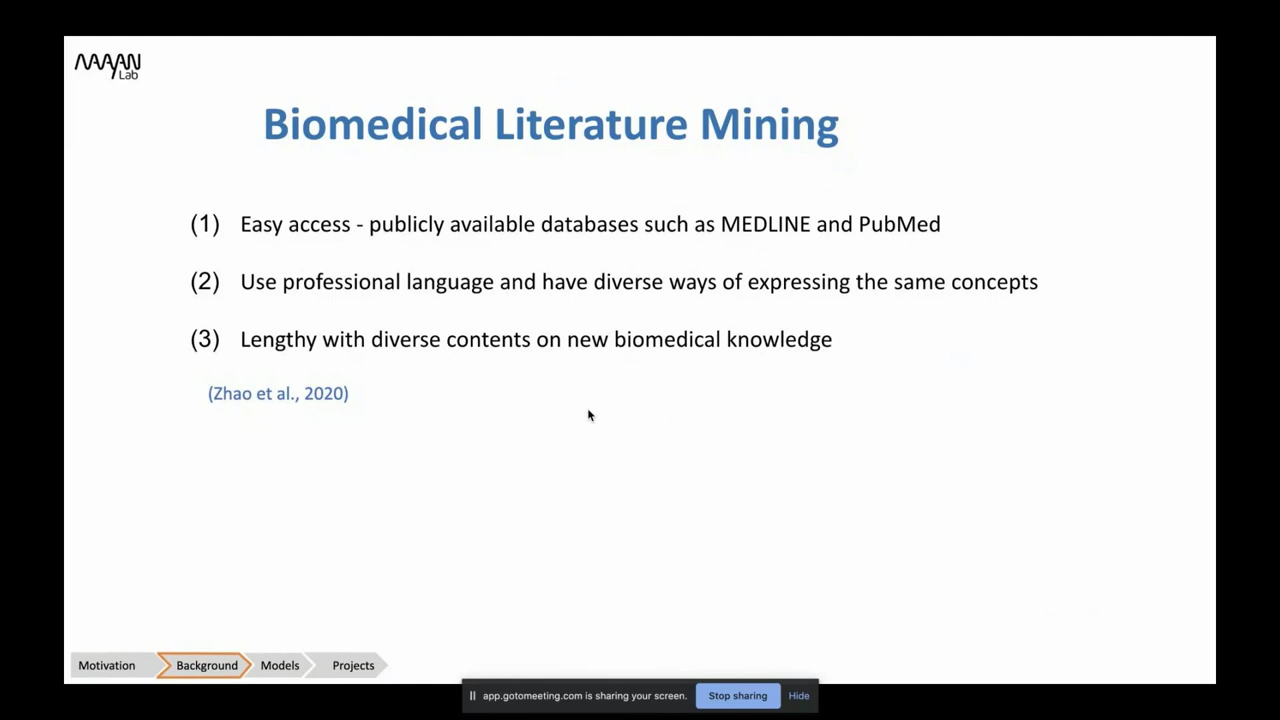 MAAYAN
Lab
Biomedical Literature Mining
(1) Easy access - publicly available databases such as MEDLINE and PubMed
(2) Use professional language and have diverse ways of expressing the same concepts
(3) Lengthy with diverse contents on new biomedical knowledge
(Zhao et al., 2020)
Motivation Background Models Projects
app.gotomeeting.com is sharing your screen. Stop sharing Hide